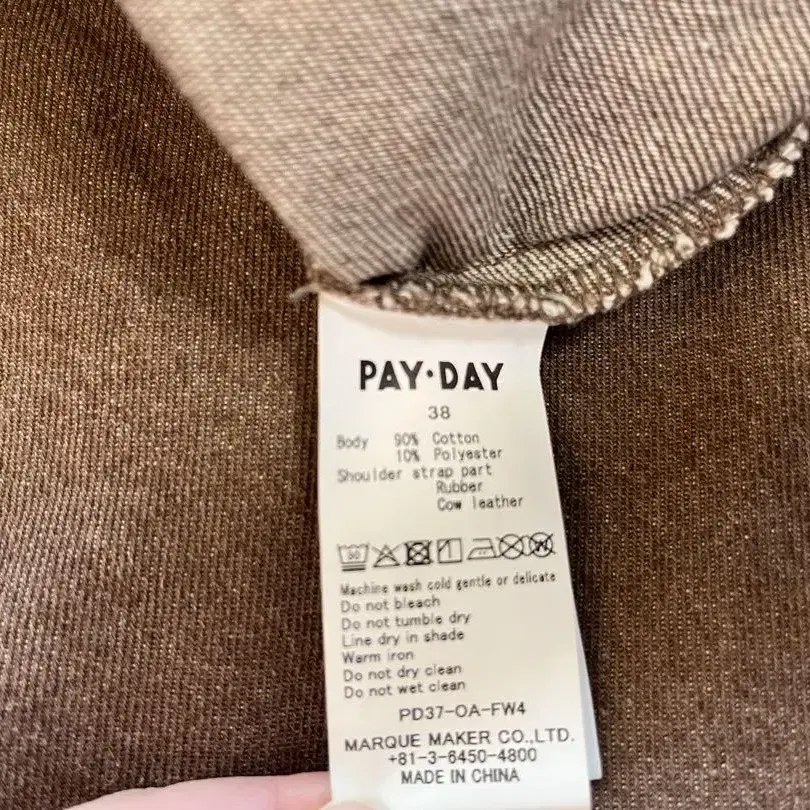 PAY·DAY
38
Body 90% Cotton
10% Polyester
Shoulder strap part
Rubber
Cow leather
30
Machine wash cold gentle or delicate
Do not bleach
Do not tumble dry
Line dry in shade
Warm iron
Do not dry clean
Do not wet clean
PD37-OA-FW4
MARQUE MAKER CO.,LTD.
+81-3-6450-4800
MADE IN CHINA